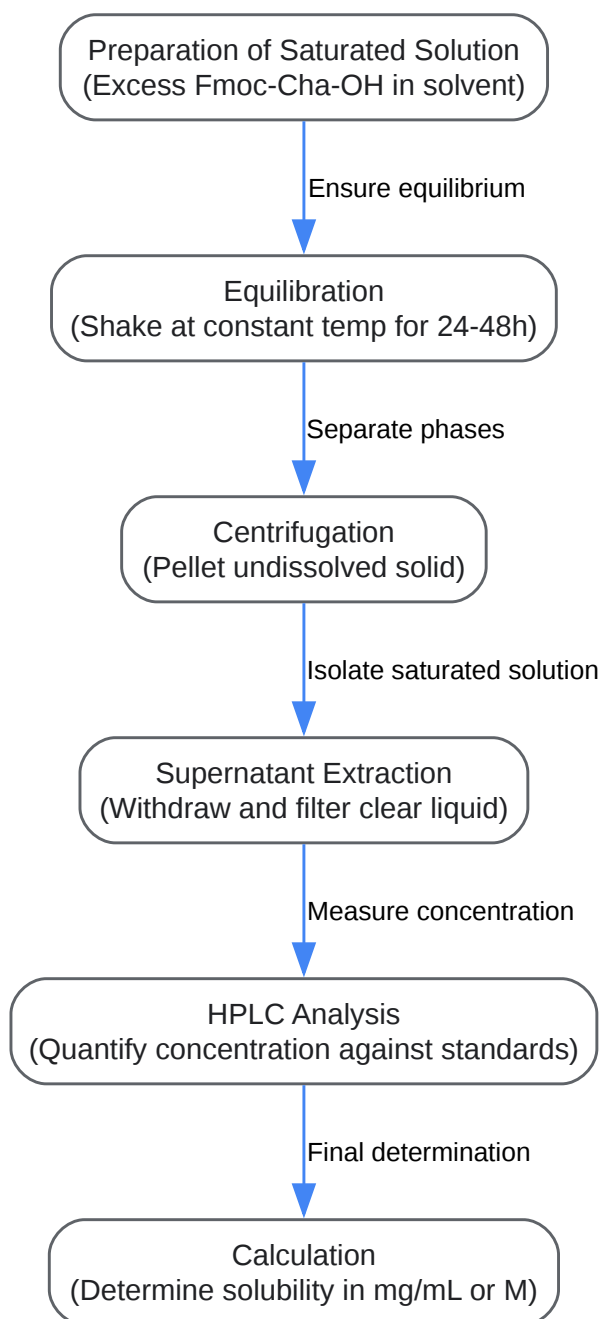 Preparation of Saturated Solution
(Excess Fmoc-Cha-OH in solvent)
Ensure equilibrium
Equilibration
(Shake at constant temp for 24-48h)
Separate phases
Centrifugation
(Pellet undissolved solid)
Isolate saturated solution
Supernatant Extraction
(Withdraw and filter clear liquid)
Measure concentration
HPLC Analysis
(Quantify concentration against standards)
Final determination
Calculation
(Determine solubility in mg/mL or M)